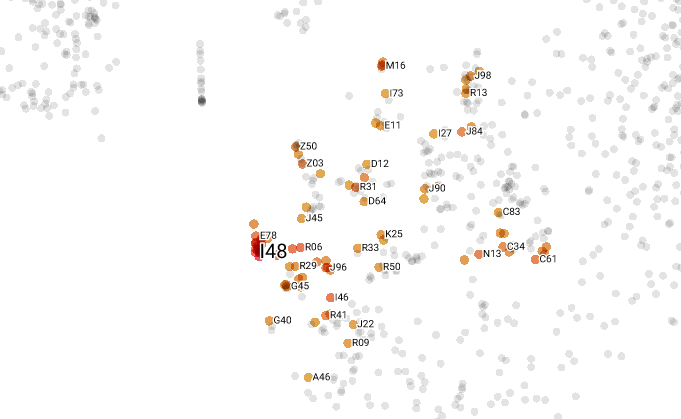 M16
J98
I73
R13
E11
I27
J84
Z50
Z03
D12
R31
J90
D64
J45
C83
E78
K25
I48
R06
R33
C34
N13
C61
R29
J96
R50
G45
I46
R41
G40
J22
R09
A46